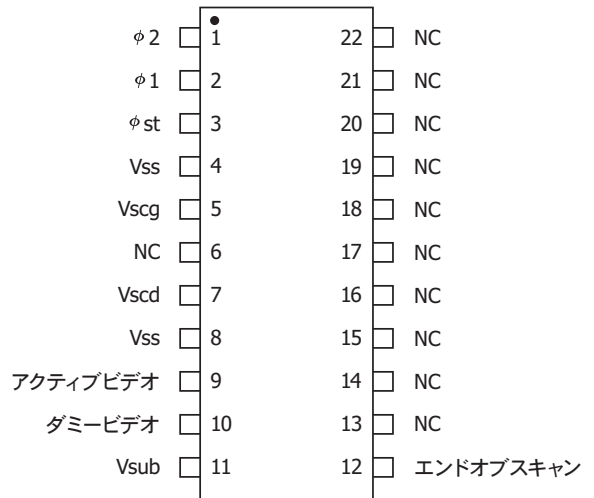 φ2 1 22 NC
φ1 2 21 NC
φst 3 20 NC
Vss 4 19 NC
Vscg 5 18 NC
NC 6 17 NC
Vscd 7 16 NC
Vss 8 15 NC
アクティブビデオ 9 14 NC
ダミービデオ 10 13 NC
Vsub 11 12 エンドオブスキャン